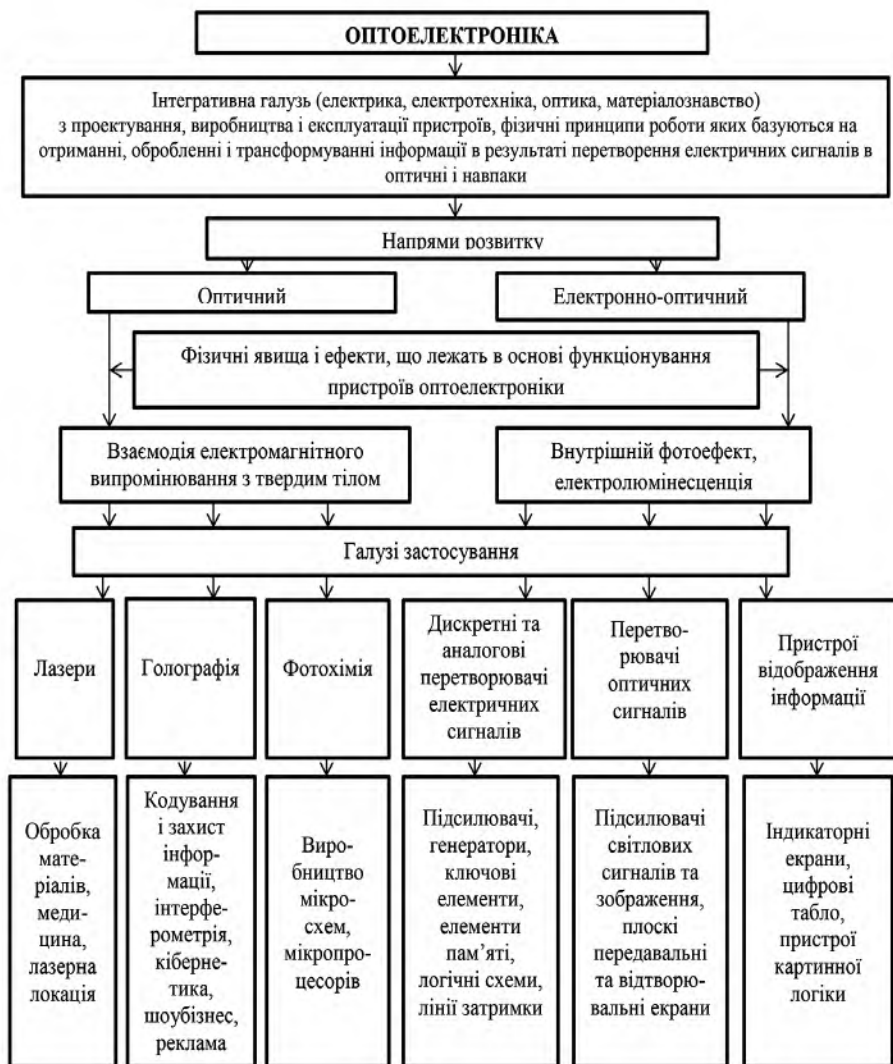 ОПТОЕЛЕКТРОНІКА
Інтегративна галузь (електрика, електротехніка, оптика, матеріалознавство)
з проектування, виробництва і експлуатації пристроїв, фізичні принципи роботи яких базуються на
отриманні, обробленні і трансформуванні інформації в результаті перетворення електричних сигналів в
оптичні і навпаки
Напрями розвитку
Оптичний
Електронно-оптичний
Фізичні явища і ефекти, що лежать в основі функціонування
пристроїв оптоелектроніки
Взаємодія електромагнітного
випромінювання з твердим тілом
Внутрішній фотоефект,
електролюмінесценція
Галузі застосування
Лазери
Голографія
Фотохімія
Дискретні та
аналогові
перетворювачі
електричних
сигналів
Перетво-
рювачі
оптичних
сигналів
Пристрої
відображення
інформації
Обробка
мате-
ріалів,
меди-
цина,
лазерна
локація
Кодування
і захист
інфор-
мації,
інтерфе-
рометрія,
кіберне-
тика,
шоубізнес,
реклама
Виро-
бництво
мікро-
схем,
мікропро-
цесорів
Підсилювачі,
генератори,
ключові
елементи,
елементи
пам’яті,
логічні схеми,
лінії затримки
Підсилювачі
світлових
сигналів та
зображення,
плоскі
передавальні
та відтворю-
вальні екрани
Індикаторні
екрани,
цифрові
табло,
пристрої
картинної
логіки